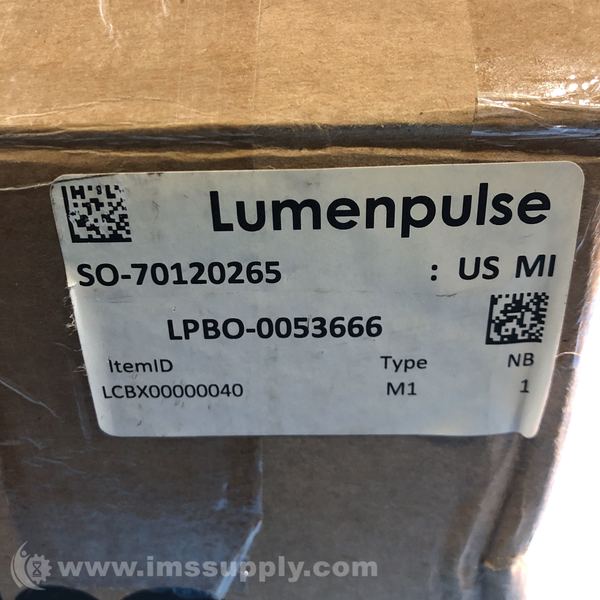 Lumenpulse
SO-70120265 : US MI
LPBO-0053666
ItemID Type NB
LCBX00000040 M1 1
www.imssupply.com